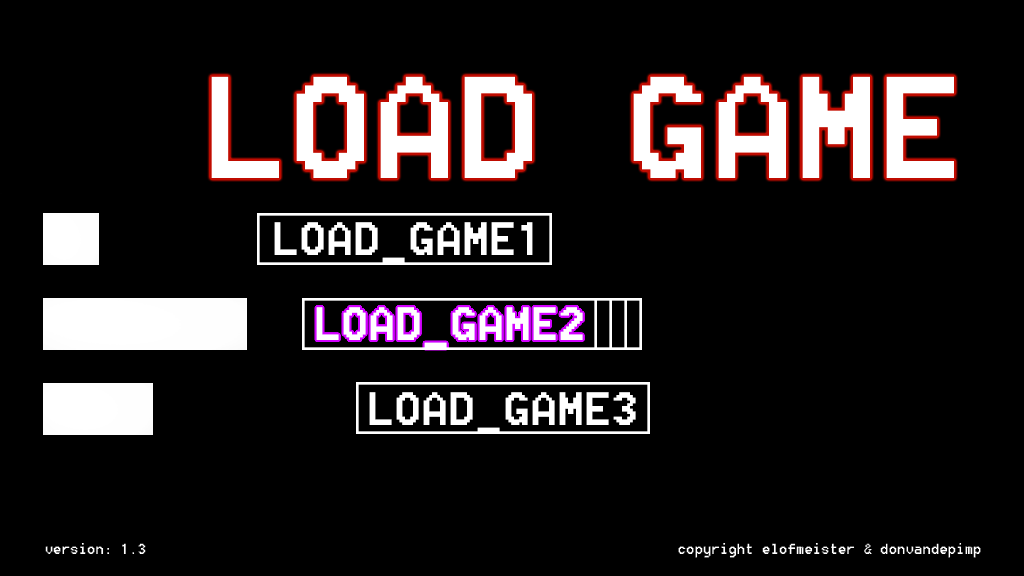 LOAD GAME
LOAD_GAME1
LOAD_GAME2
LOAD_GAME3
version: 1.3
copyright elofmeister & donvandepimp